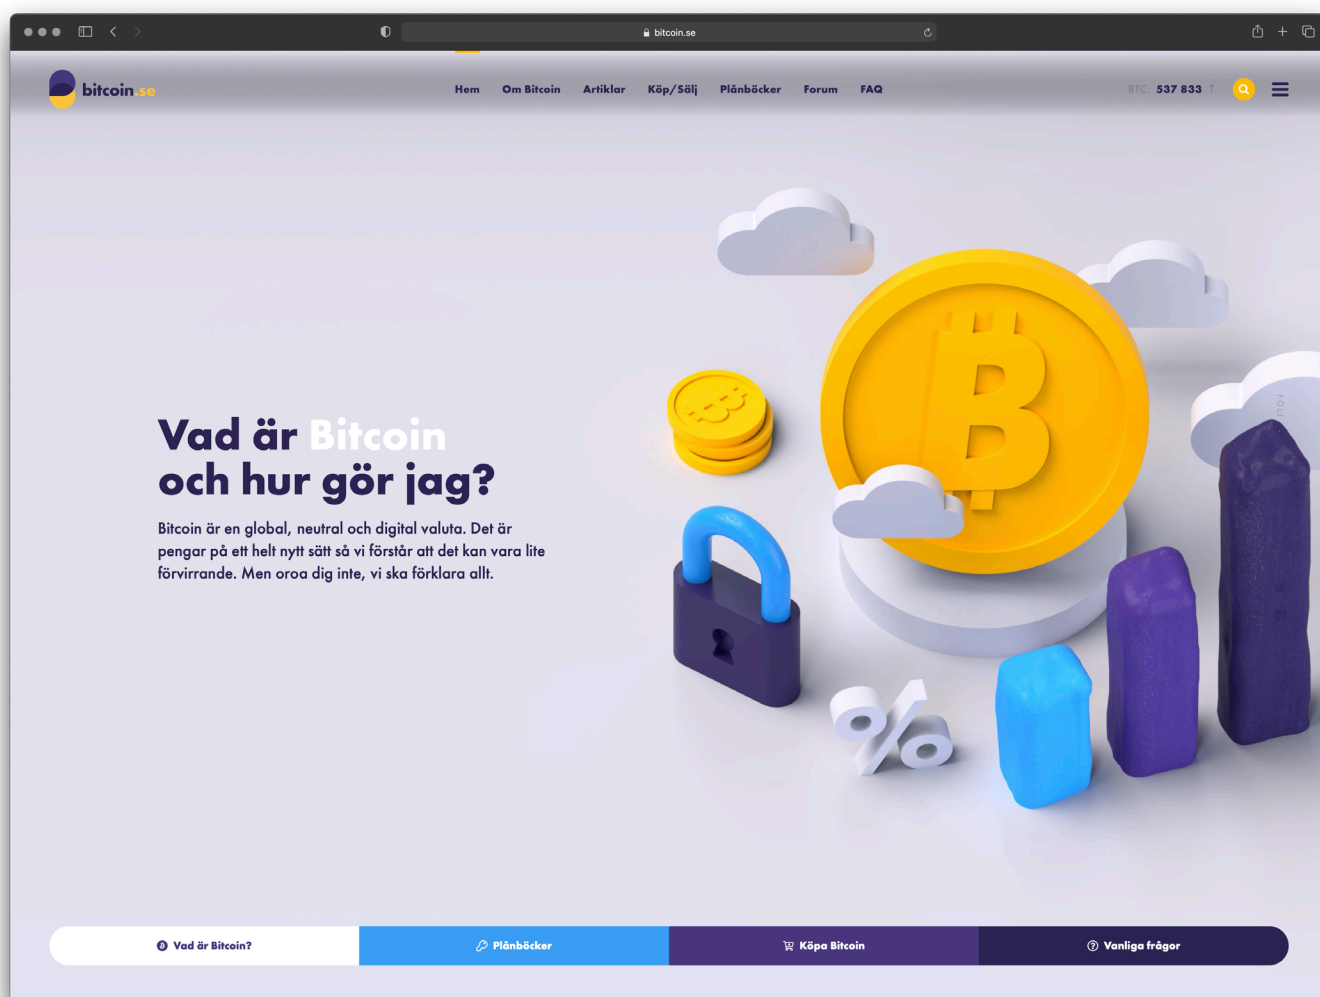 bitcoin.se
bitcoin.se
Hem Om Bitcoin Artiklar Köp/Sälj Plånböcker Forum FAQ
BTC: 537 833 ↑
Vad är Bitcoin
och hur gör jag?
Bitcoin är en global, neutral och digital valuta. Det är
pengar på ett helt nytt sätt så vi förstår att det kan vara lite
förvirrande. Men oroa dig inte, vi ska förklara allt.
Vad är Bitcoin? Plånböcker Köpa Bitcoin Vanliga frågor